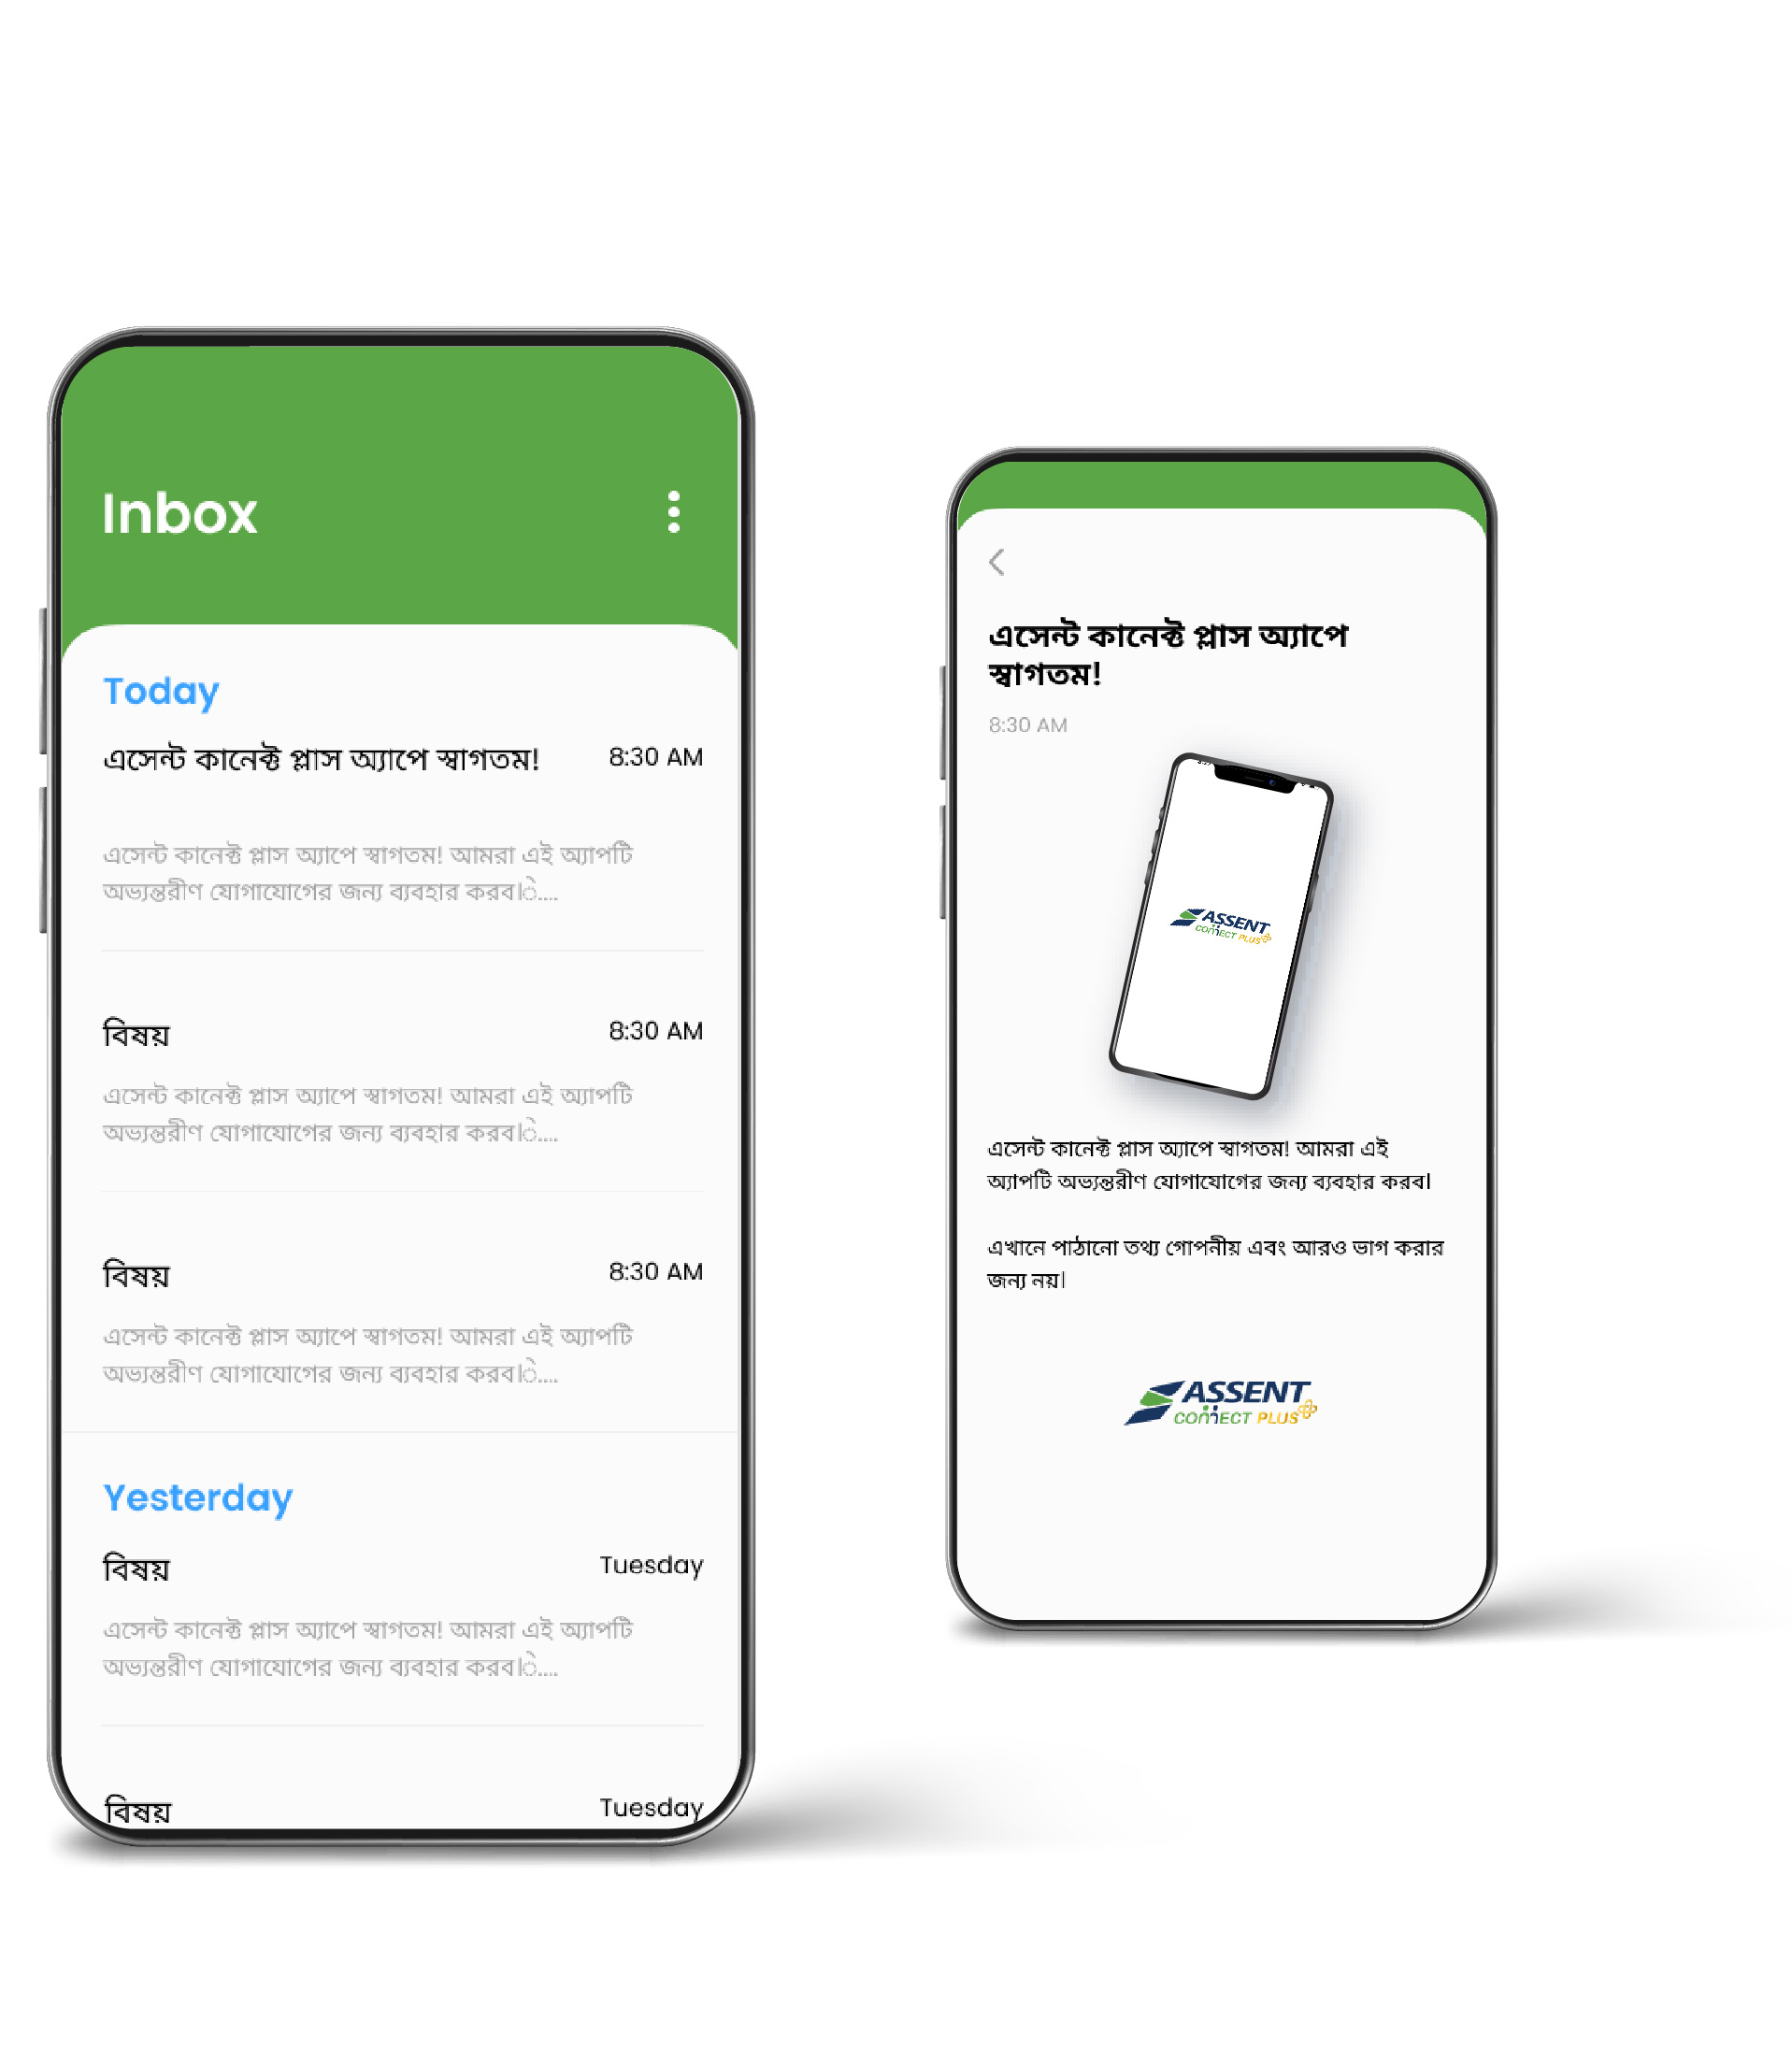 Inbox
Today
এসেন্ট কানেক্ট প্লাস অ্যাপে স্বাগতম! 8:30 AM
এসেন্ট কানেক্ট প্লাস অ্যাপে স্বাগতম! আমরা এই অ্যাপটি
অভ্যন্তরীণ যোগাযোগের জন্য ব্যবহার করব।ে....
বিষয় 8:30 AM
এসেন্ট কানেক্ট প্লাস অ্যাপে স্বাগতম! আমরা এই অ্যাপটি
অভ্যন্তরীণ যোগাযোগের জন্য ব্যবহার করব।ে....
বিষয় 8:30 AM
এসেন্ট কানেক্ট প্লাস অ্যাপে স্বাগতম! আমরা এই অ্যাপটি
অভ্যন্তরীণ যোগাযোগের জন্য ব্যবহার করব।ে....
Yesterday
বিষয় Tuesday
এসেন্ট কানেক্ট প্লাস অ্যাপে স্বাগতম! আমরা এই অ্যাপটি
অভ্যন্তরীণ যোগাযোগের জন্য ব্যবহার করব।ে....
বিষয় Tuesday
এসেন্ট কানেক্ট প্লাস অ্যাপে
স্বাগতম!
8:30 AM
ASSENT
CONNECT PLUS
এসেন্ট কানেক্ট প্লাস অ্যাপে স্বাগতম! আমরা এই
অ্যাপটি অভ্যন্তরীণ যোগাযোগের জন্য ব্যবহার করব।
এখানে পাঠানো তথ্য গোপনীয় এবং আরও ভাগ করার
জন্য নয়।
ASSENT
CONNECT PLUS